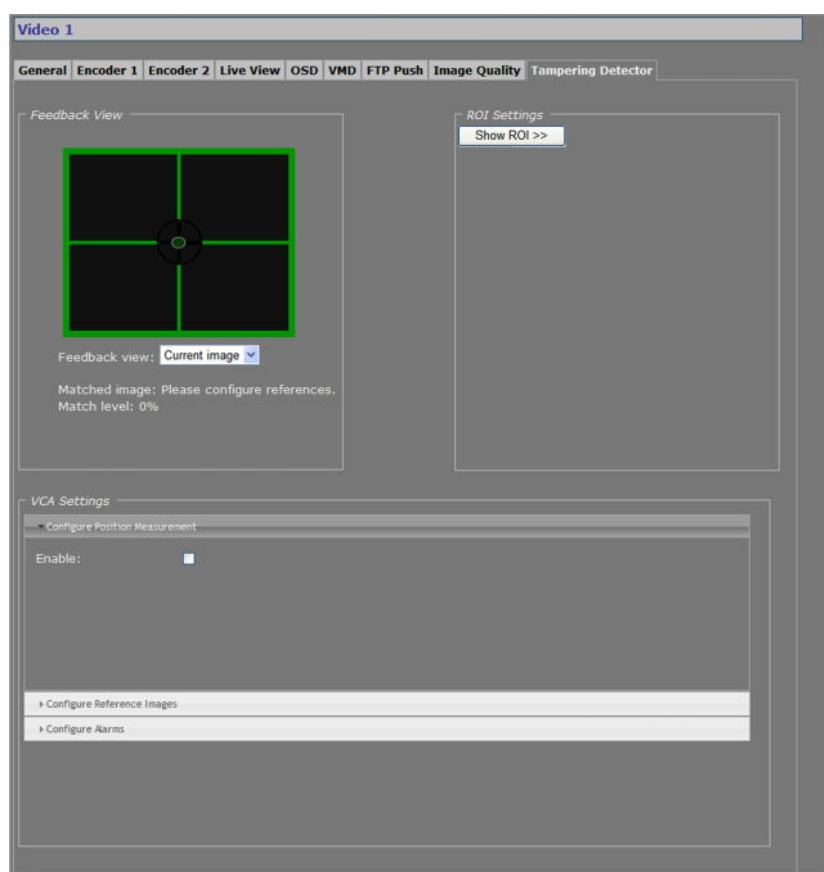 Video 1
General Encoder 1 Encoder 2 Live View OSD VMD FTP Push Image Quality Tampering Detector
Feedback View
ROI Settings
Show ROI >>
Feedback view: Current image
Matched image: Please configure references.
Match level: 0%
VCA Settings
Configure Position Measurement
Enable:
Configure Reference Images
Configure Alarms